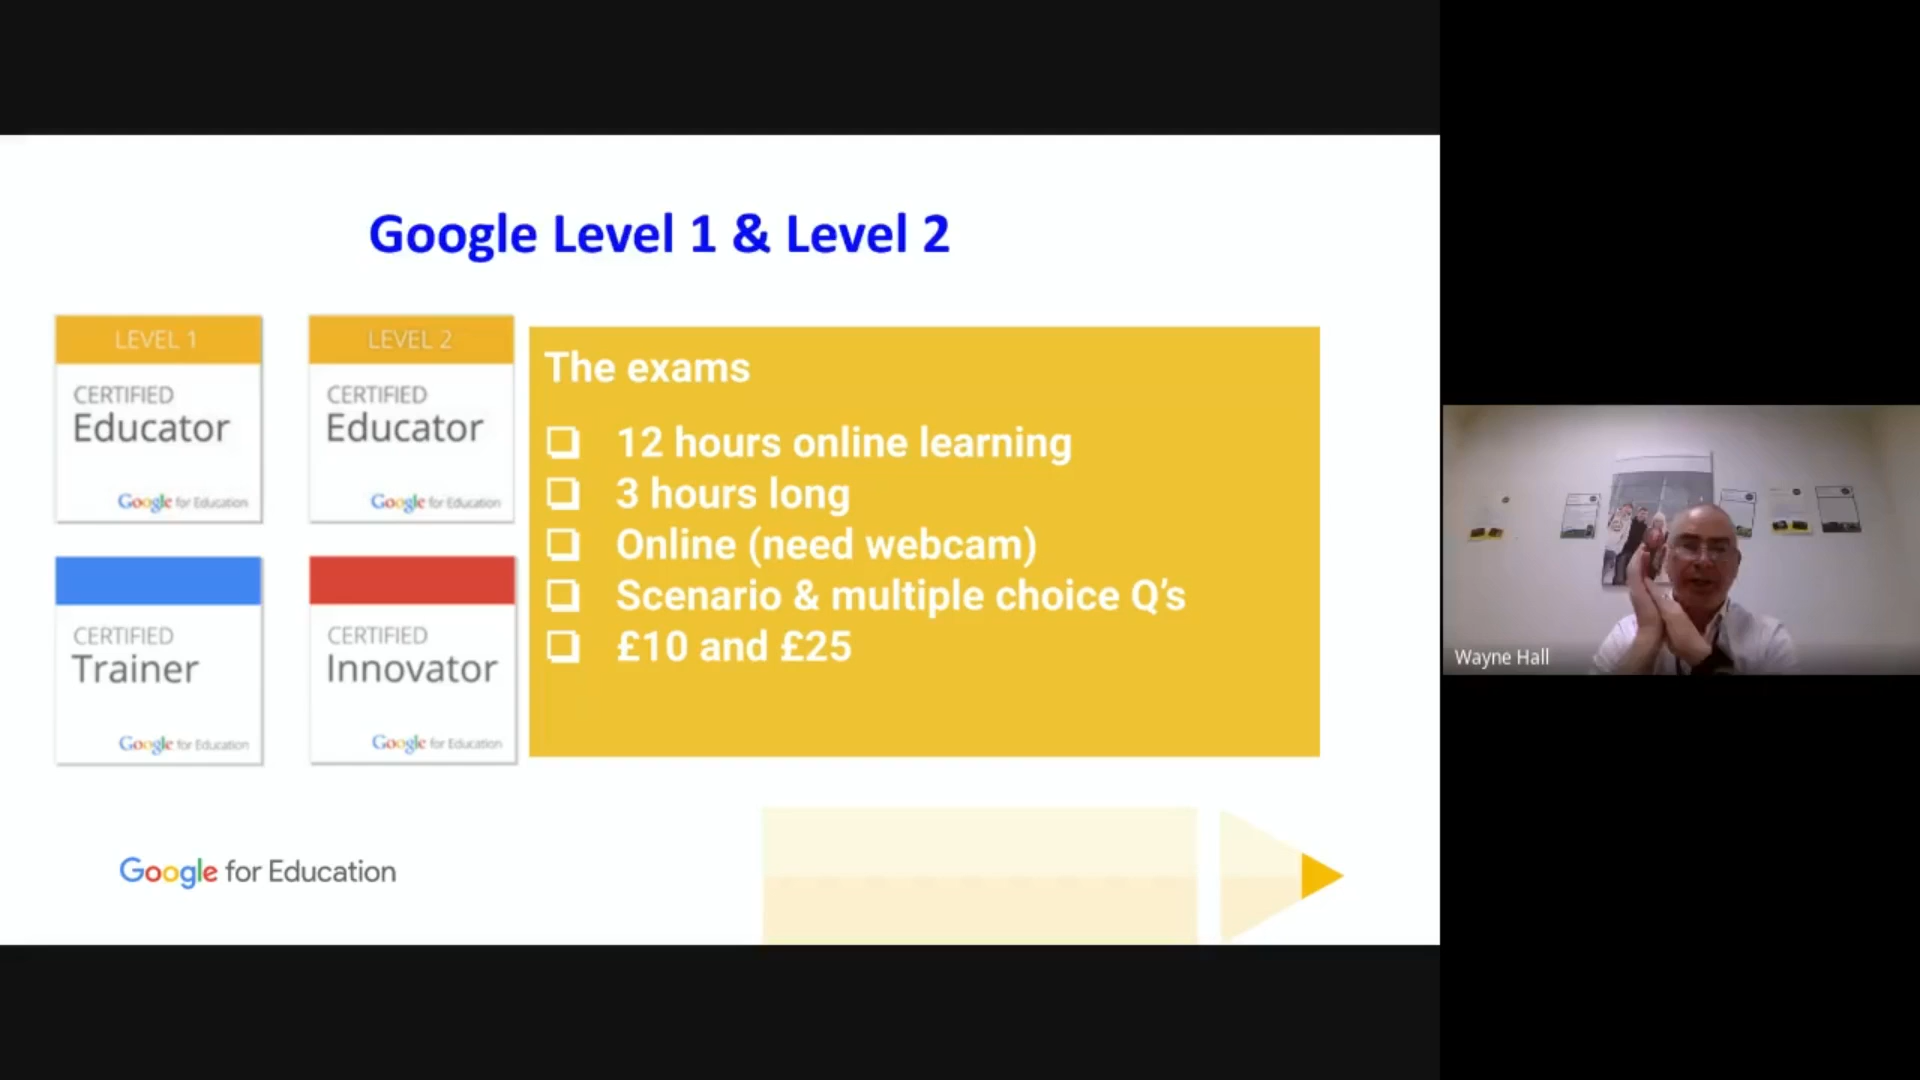 Google Level 1 & Level 2
LEVEL 1
CERTIFIED
Educator
Google for Education
LEVEL 2
CERTIFIED
Educator
Google for Education
CERTIFIED
Trainer
Google for Education
CERTIFIED
Innovator
Google for Education
The exams
❏ 12 hours online learning
❏ 3 hours long
❏ Online (need webcam)
❏ Scenario & multiple choice Q’s
❏ £10 and £25
Google for Education
Wayne Hall